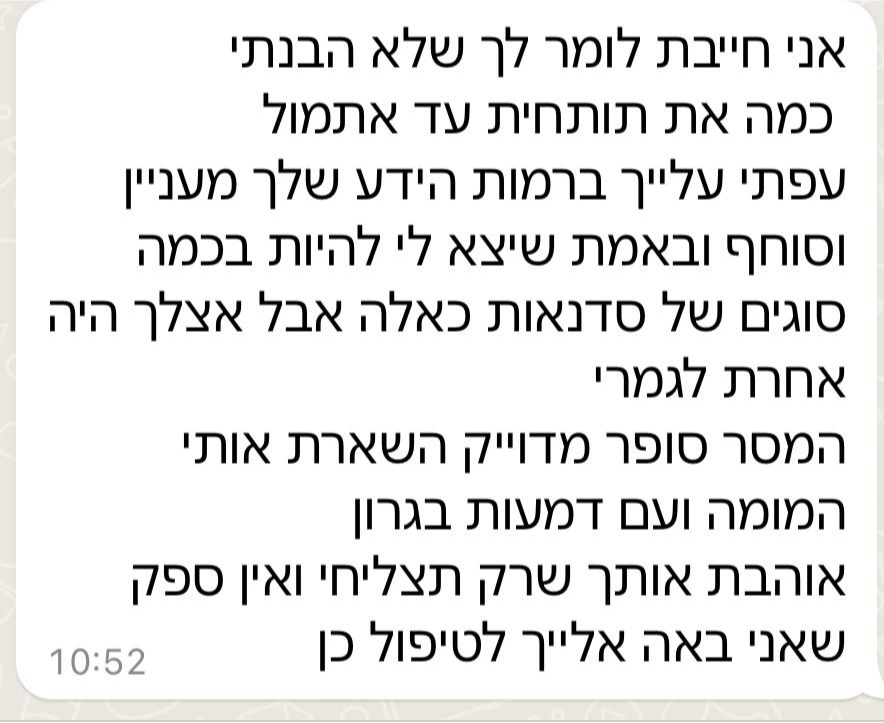 אני חייבת לומר לך שלא הבנתי
כמה את תותחית עד אתמול
עפתי עלייך ברמות הידע שלך מעניין
וסוחף ובאמת שיצא לי להיות בכמה
סוגים של סדנאות כאלה אבל אצלך היה
אחרת לגמרי
המסר סופר מדוייק השארת אותי
המומה ועם דמעות בגרון
אוהבת אותך שרק תצליחי ואין ספק
שאני באה אלייך לטיפול כן
10:52